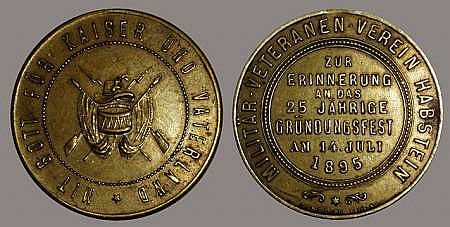 MIT GOTT FÜR KAISER UND VATERLAND
MILITÄR-VETERANEN-VEREIN HABSTEIN
ZUR
ERINNERUNG
AN DAS
25 JÄHRIGE
GRÜNDUNGSFEST
AM 14. JULI
1895